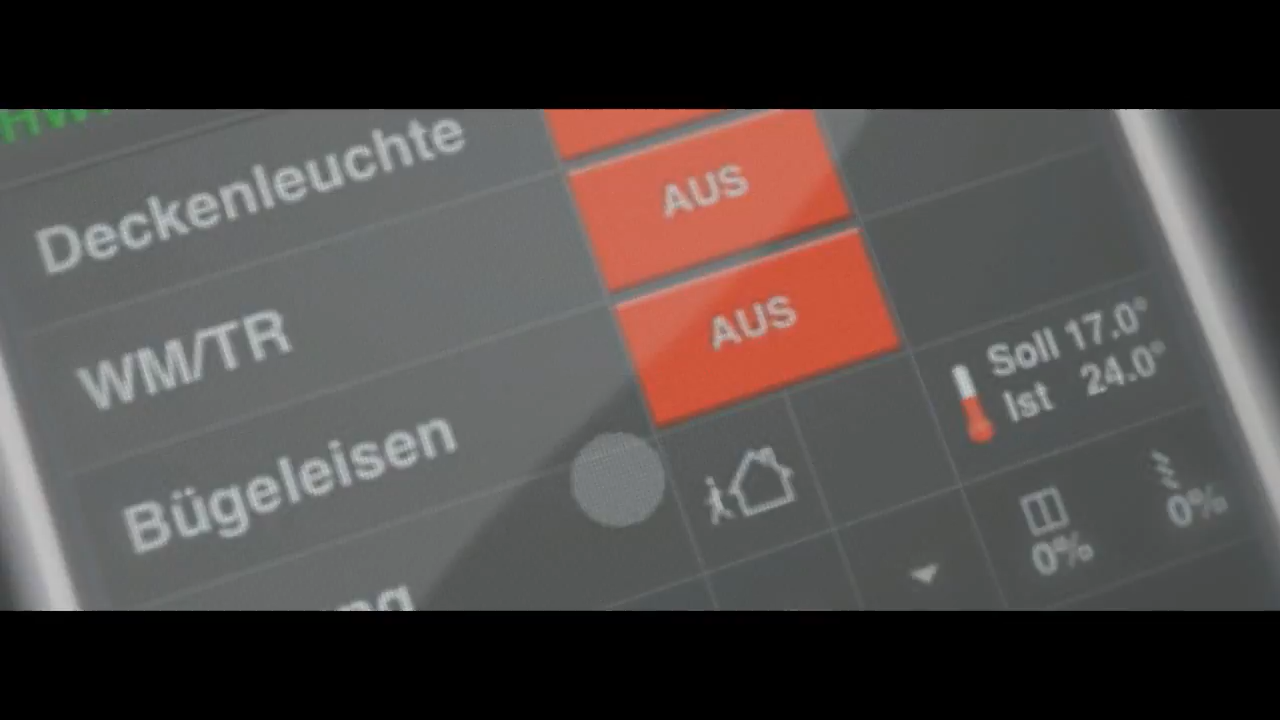 Deckenleuchte
AUS
WM/TR
AUS
Bügeleisen
Soll 17.0°
Ist 24.0°
0%
0%